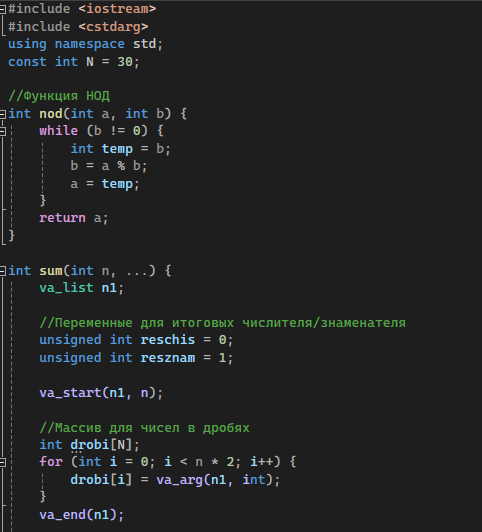 #include <iostream>
#include <cstdarg>
using namespace std;
const int N = 30;
//Функция НОД
int nod(int a, int b) {
while (b != 0) {
int temp = b;
b = a % b;
a = temp;
}
return a;
}
int sum(int n, ...) {
va_list n1;
//Переменные для итоговых числителя/знаменателя
unsigned int reschis = 0;
unsigned int resznam = 1;
va_start(n1, n);
//Массив для чисел в дробях
int drobi[N];
for (int i = 0; i < n * 2; i++) {
drobi[i] = va_arg(n1, int);
}
va_end(n1);